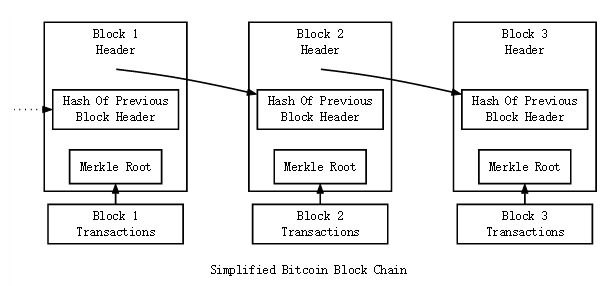 Block 1
Header
Hash Of Previous
Block Header
Merkle Root
Block 1
Transactions
Block 2
Header
Hash Of Previous
Block Header
Merkle Root
Block 2
Transactions
Block 3
Header
Hash Of Previous
Block Header
Merkle Root
Block 3
Transactions
Simplified Bitcoin Block Chain